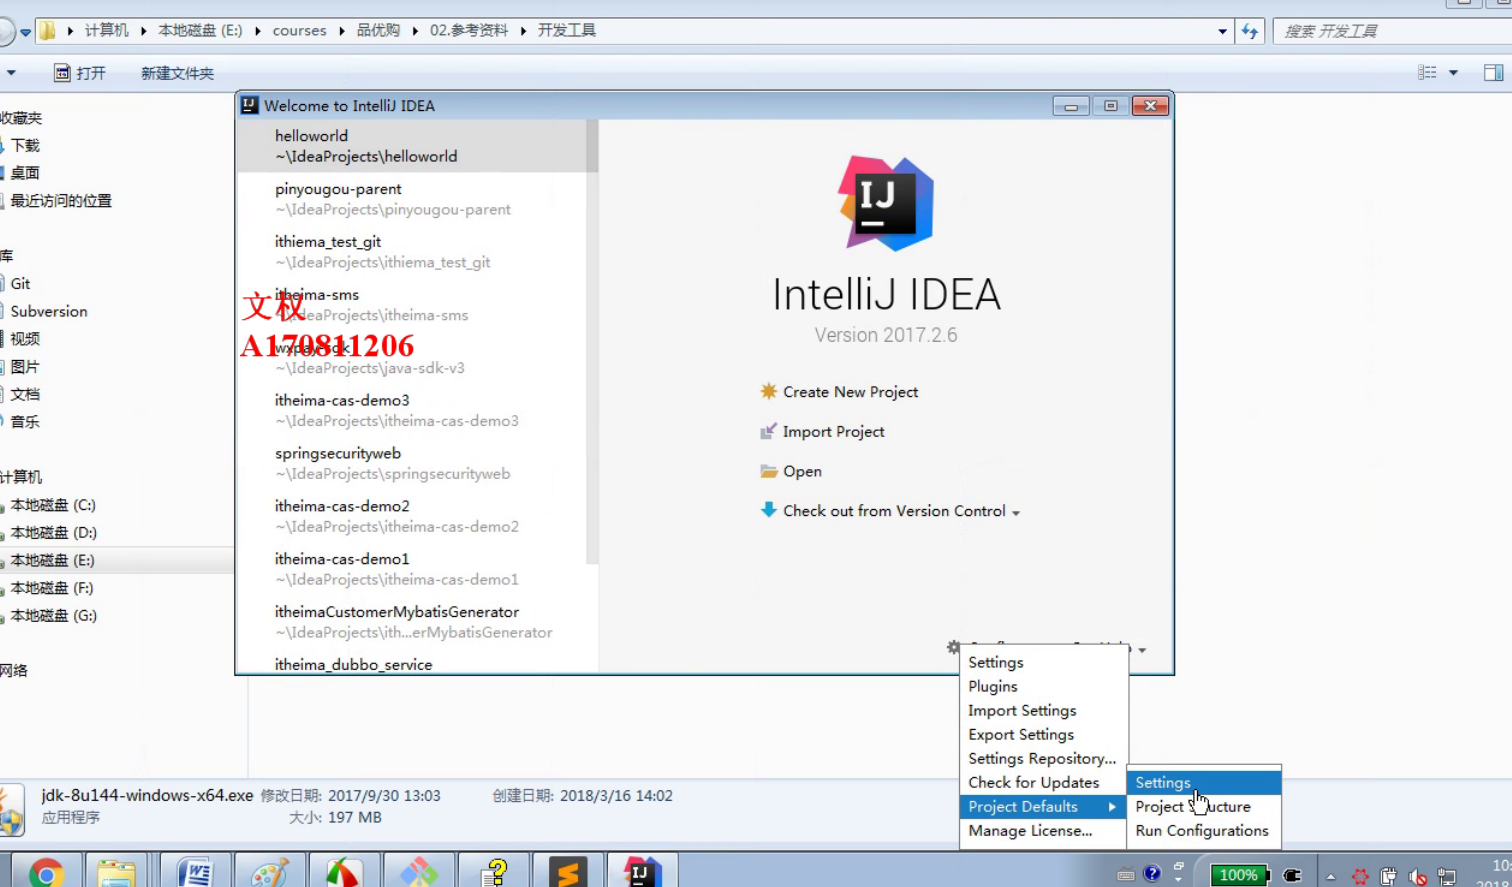 计算机 ▸ 本地磁盘 (E:) ▸ courses ▸ 品优购 ▸ 02.参考资料 ▸ 开发工具
搜索 开发工具
打开 新建文件夹
收藏夹
下载
桌面
最近访问的位置
库
Git
Subversion
视频
图片
文档
音乐
计算机
本地磁盘 (C:)
本地磁盘 (D:)
本地磁盘 (E:)
本地磁盘 (F:)
本地磁盘 (G:)
网络
Welcome to IntelliJ IDEA
helloworld
~\IdeaProjects\helloworld
pinyougou-parent
~\IdeaProjects\pinyougou-parent
ithiema_test_git
~\IdeaProjects\ithiema_test_git
itheima-sms
~\IdeaProjects\itheima-sms
文权
A170811206
wxpay-sdk
~\IdeaProjects\java-sdk-v3
itheima-cas-demo3
~\IdeaProjects\itheima-cas-demo3
springsecurityweb
~\IdeaProjects\springsecurityweb
itheima-cas-demo2
~\IdeaProjects\itheima-cas-demo2
itheima-cas-demo1
~\IdeaProjects\itheima-cas-demo1
itheimaCustomerMybatisGenerator
~\IdeaProjects\ith...erMybatisGenerator
itheima_dubbo_service
IJ
IntelliJ IDEA
Version 2017.2.6
Create New Project
Import Project
Open
Check out from Version Control
Settings
Plugins
Import Settings
Export Settings
Settings Repository...
Check for Updates
Project Defaults
Manage License...
Settings
Project Structure
Run Configurations
jdk-8u144-windows-x64.exe 修改日期: 2017/9/30 13:03 创建日期: 2018/3/16 14:02
应用程序 大小: 197 MB
100%